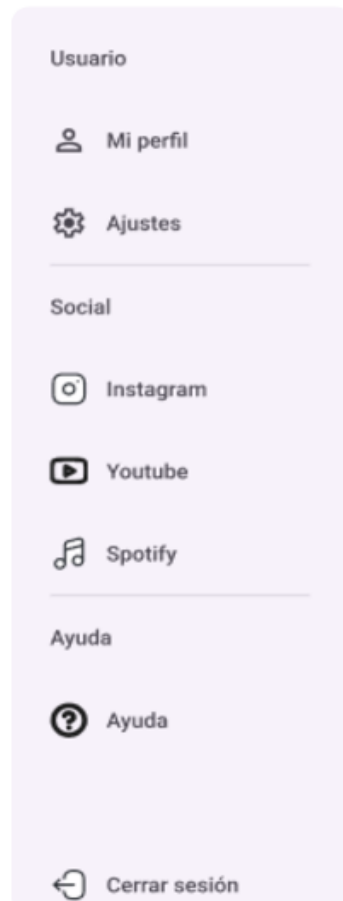 Usuario
Mi perfil
Ajustes
Social
Instagram
Youtube
Spotify
Ayuda
Ayuda
Cerrar sesión